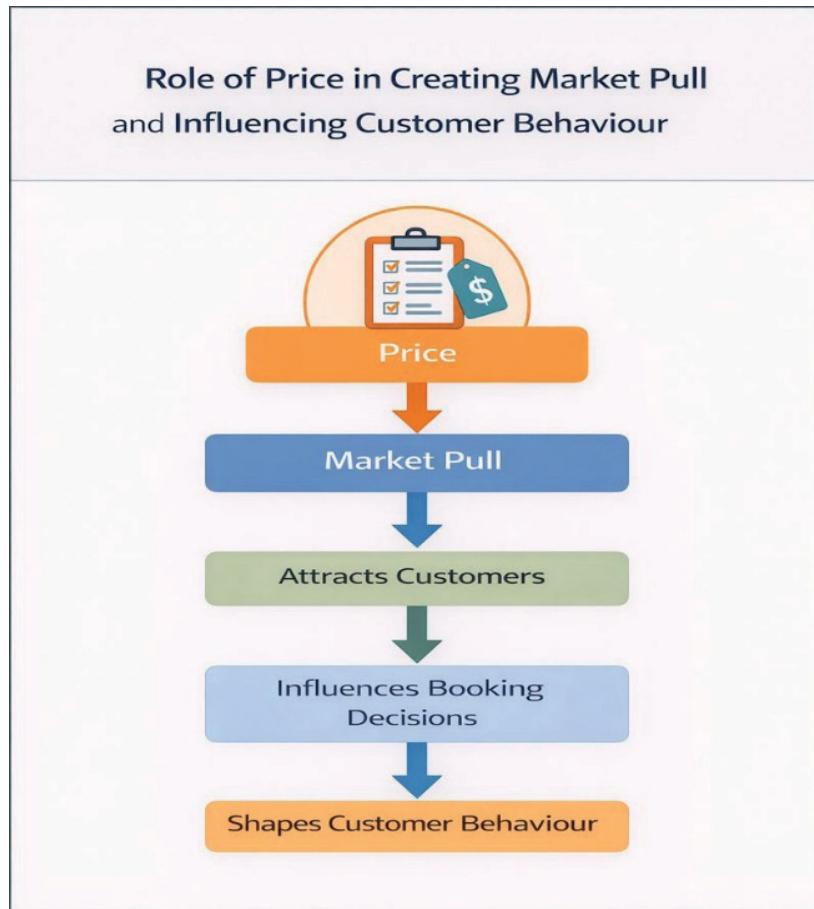 Role of Price in Creating Market Pull
and Influencing Customer Behaviour
$
Price
Market Pull
Attracts Customers
Influences Booking
Decisions
Shapes Customer Behaviour